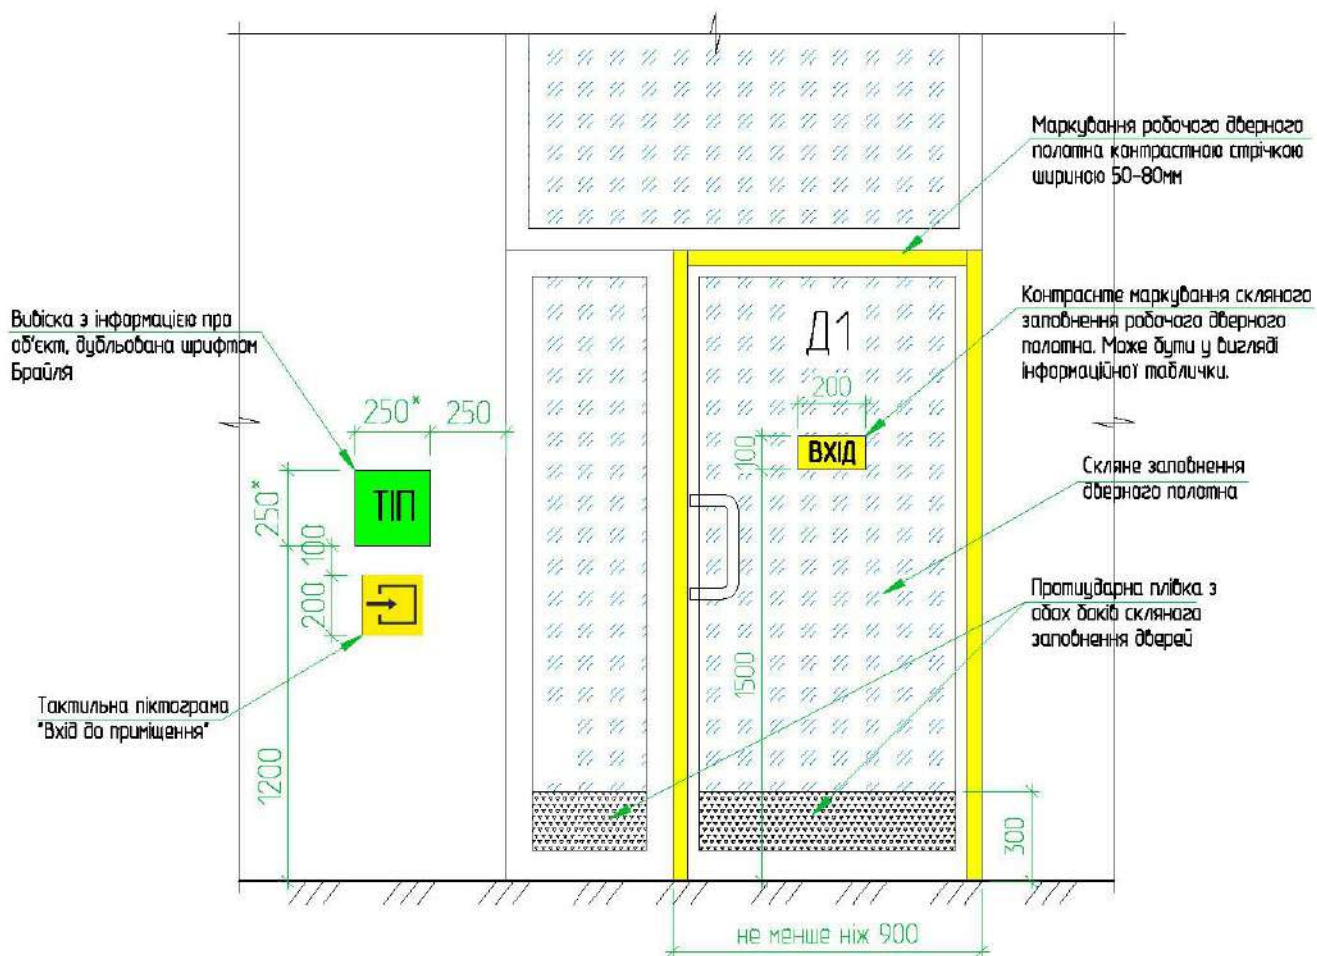 Маркування робочого дверного
полотна контрастною стрічкою
шириною 50-80мм
Вивіска з інформацією про
об'єкт, дубльована шрифтом
Брайля
Контраснте маркування скляного
заповнення робочого дверного
полотна. Може бути у вигляді
інформаційної таблички.
Д1
200
250* 250
100
ВХІД
Скляне заповнення
дверного полотна
250*
ТІП
100
200
Протиударна плівка з
обох боків скляного
заповнення дверей
1500
Тактильна піктограма
"Вхід до приміщення"
1200
300
не менше ніж 900